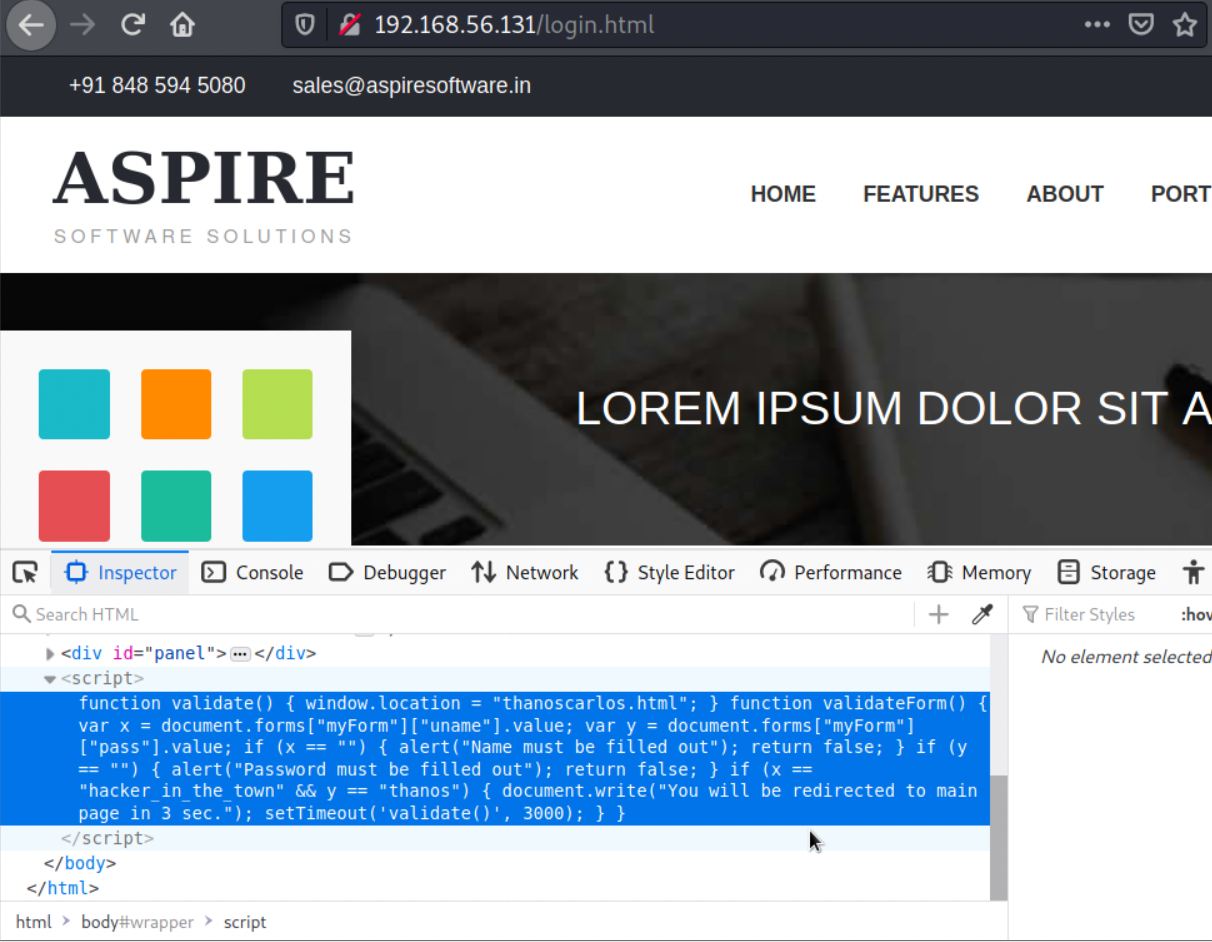 192.168.56.131/login.html
+91 848 594 5080 sales@aspiresoftware.in
ASPIRE
SOFTWARE SOLUTIONS
HOME FEATURES ABOUT PORT
LOREM IPSUM DOLOR SIT A
Inspector Console Debugger Network Style Editor Performance Memory Storage
Search HTML
Filter Styles :hov
<div id="panel">···</div>
No element selected
<script>
function validate() { window.location = "thanoscarlos.html"; } function validateForm() {
var x = document.forms["myForm"]["uname"].value; var y = document.forms["myForm"]
["pass"].value; if (x == "") { alert("Name must be filled out"); return false; } if (y
== "") { alert("Password must be filled out"); return false; } if (x ==
"hacker_in_the_town" && y == "thanos") { document.write("You will be redirected to main
page in 3 sec."); setTimeout('validate()', 3000); } }
</script>
</body>
</html>
html > body#wrapper > script